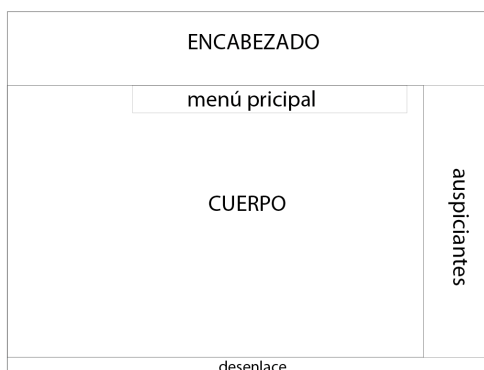 ENCABEZADO
menú pricipal
CUERPO
auspiciantes
desenlace